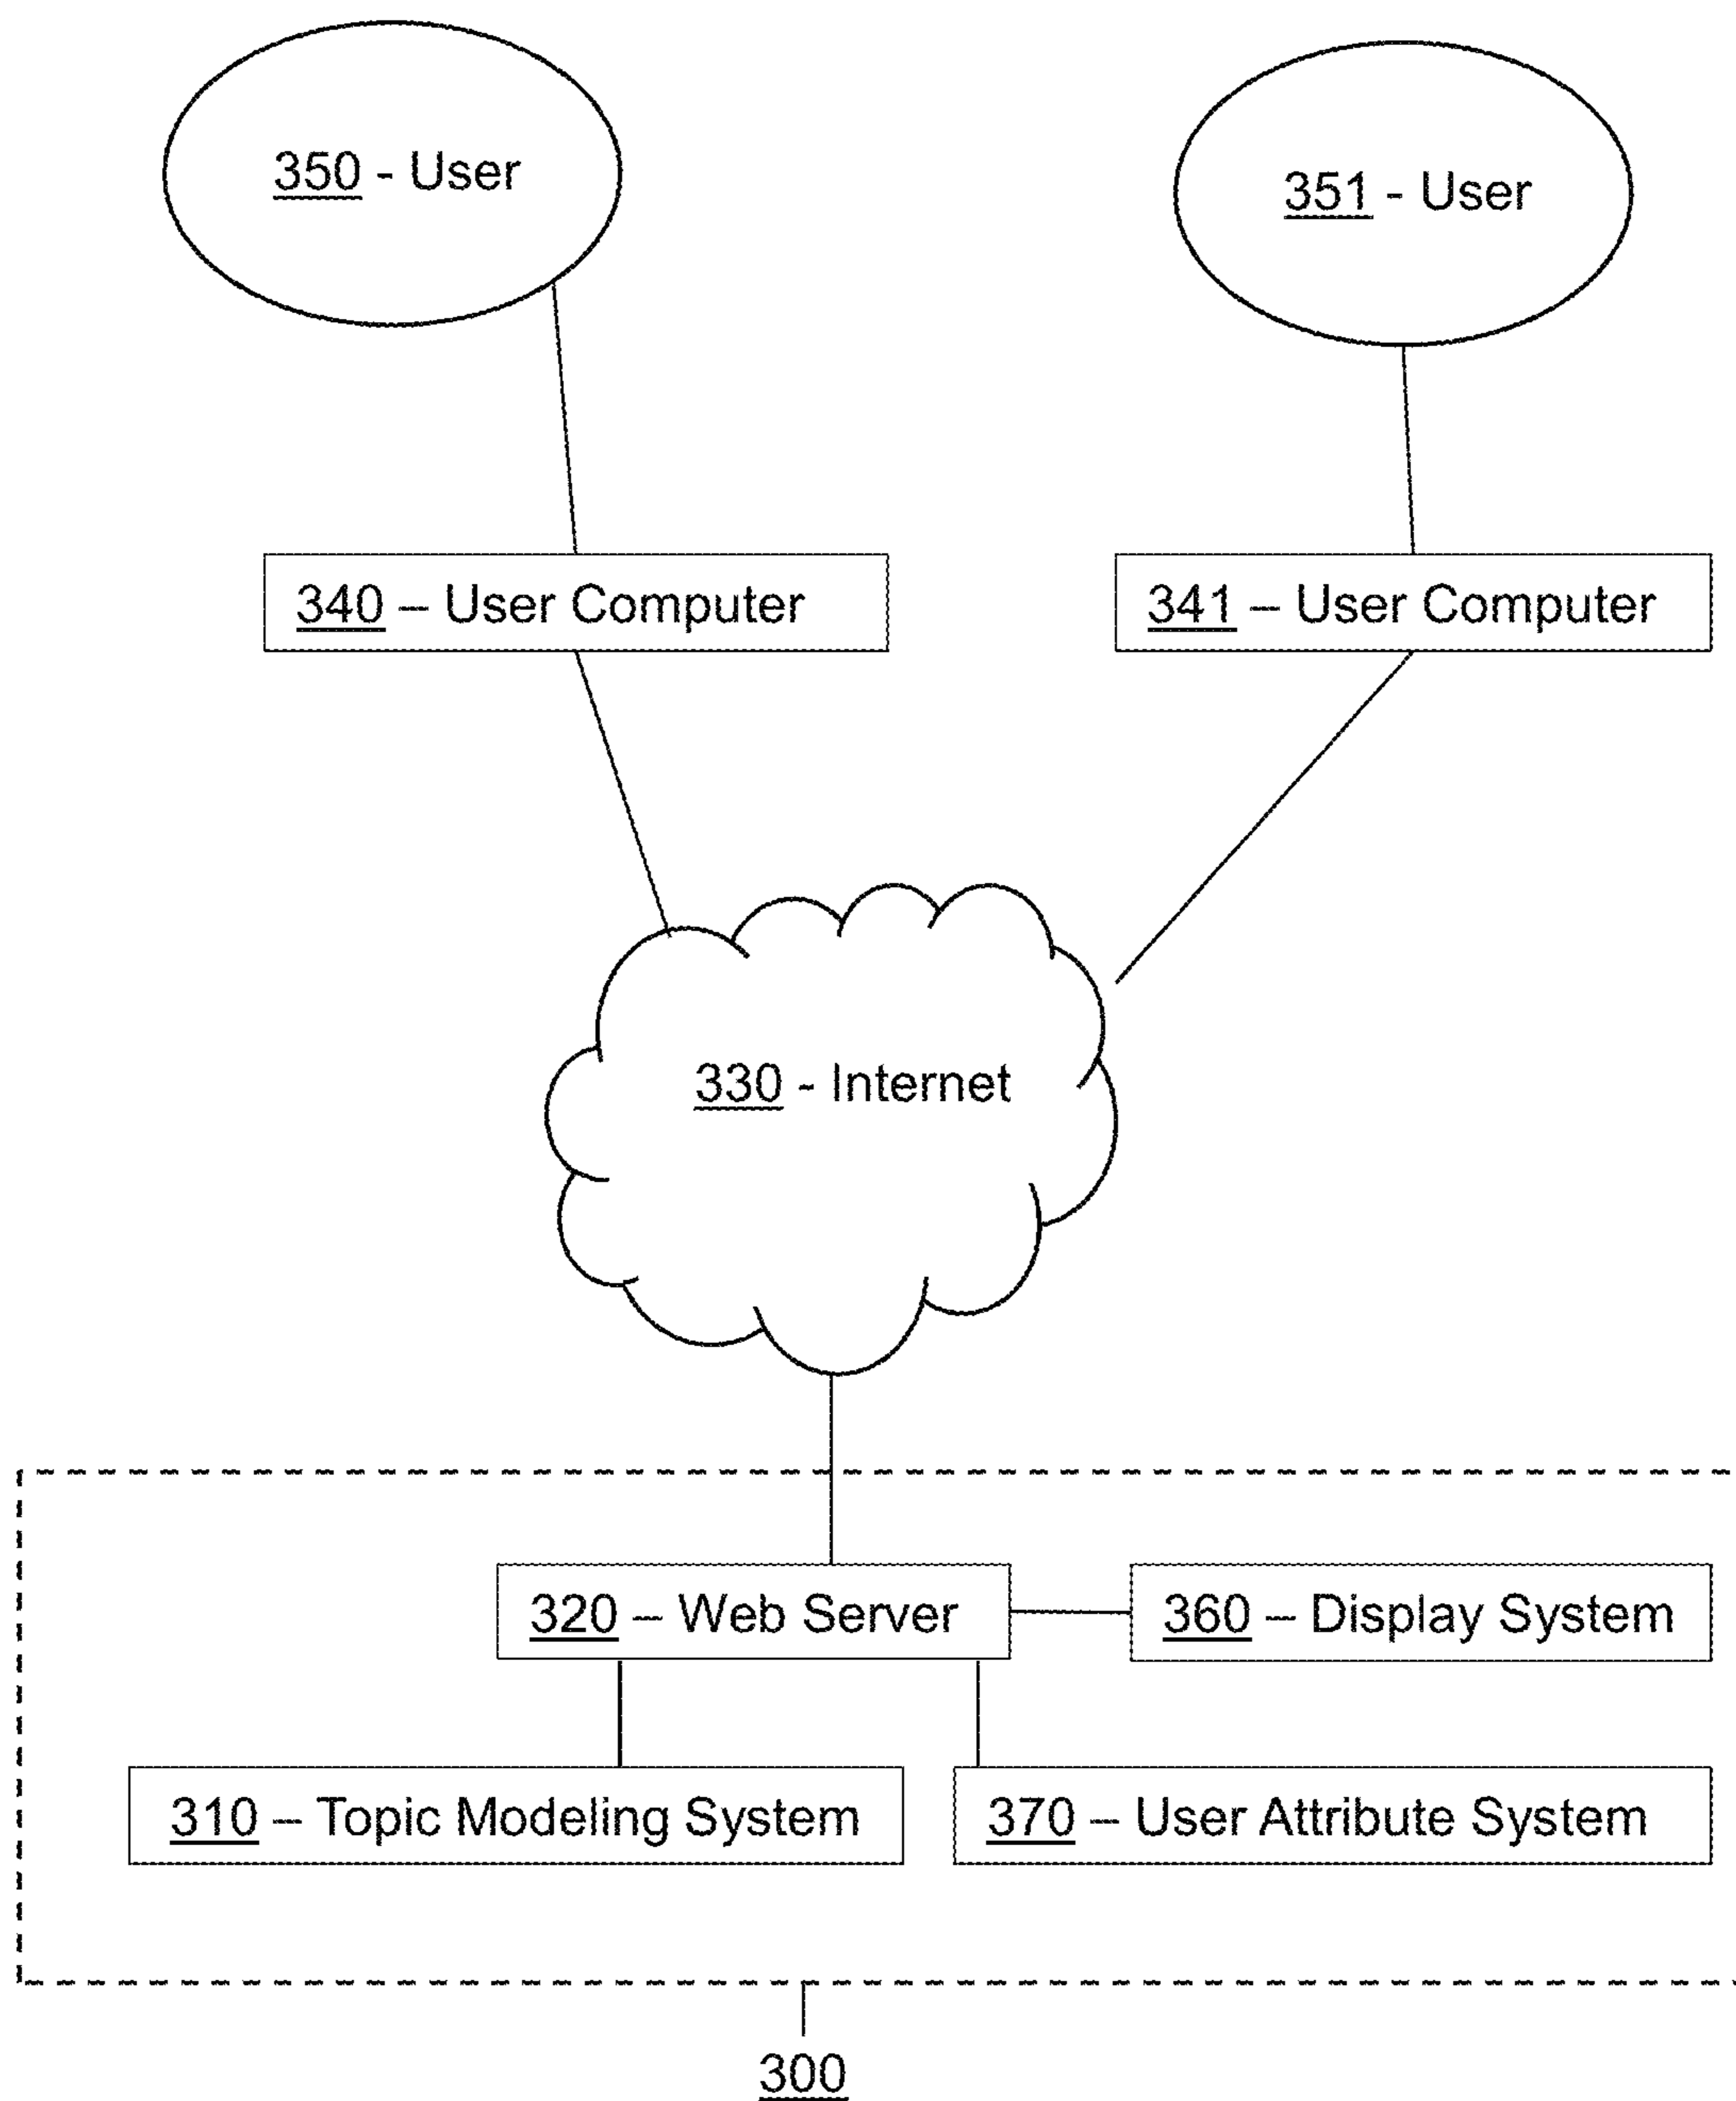 350 - User
351 - User
340 – User Computer
341 – User Computer
330 - Internet
320 – Web Server
360 – Display System
310 – Topic Modeling System
370 – User Attribute System
300